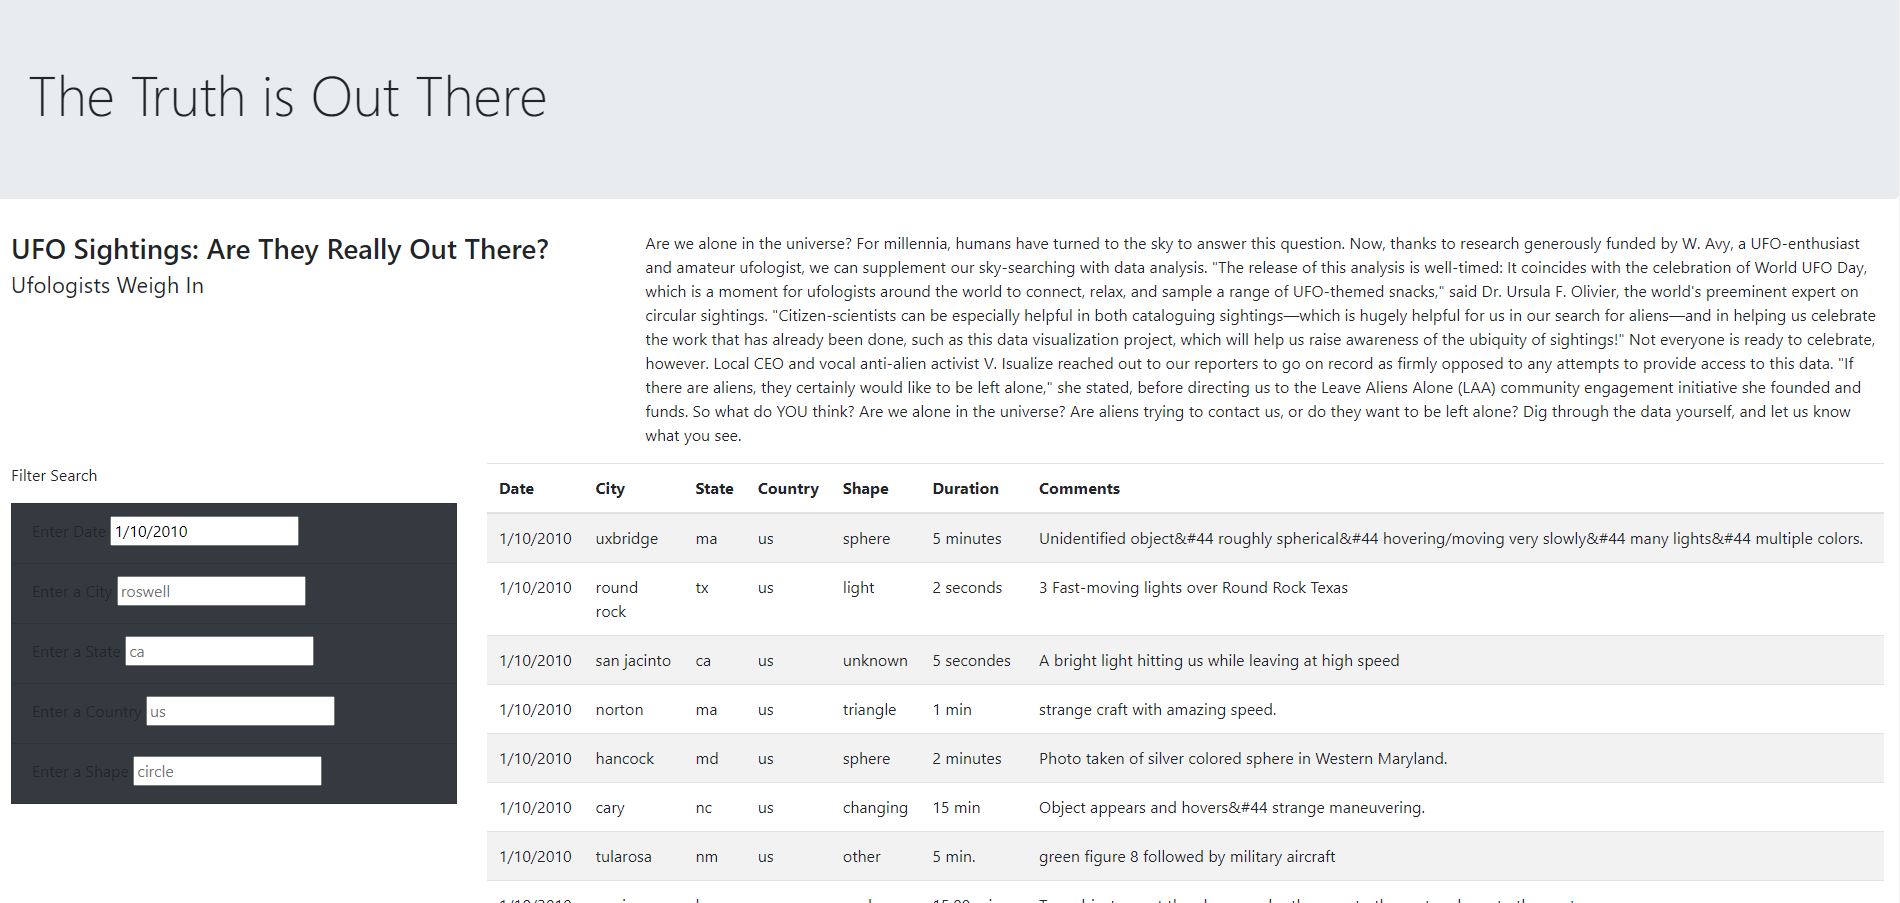 The Truth is Out There
UFO Sightings: Are They Really Out There?
Ufologists Weigh In
Are we alone in the universe? For millennia, humans have turned to the sky to answer this question. Now, thanks to research generously funded by W. Avy, a UFO-enthusiast
and amateur ufologist, we can supplement our sky-searching with data analysis. "The release of this analysis is well-timed: It coincides with the celebration of World UFO Day,
which is a moment for ufologists around the world to connect, relax, and sample a range of UFO-themed snacks," said Dr. Ursula F. Olivier, the world's preeminent expert on
circular sightings. "Citizen-scientists can be especially helpful in both cataloguing sightings—which is hugely helpful for us in our search for aliens—and in helping us celebrate
the work that has already been done, such as this data visualization project, which will help us raise awareness of the ubiquity of sightings!" Not everyone is ready to celebrate,
however. Local CEO and vocal anti-alien activist V. Isualize reached out to our reporters to go on record as firmly opposed to any attempts to provide access to this data. "If
there are aliens, they certainly would like to be left alone," she stated, before directing us to the Leave Aliens Alone (LAA) community engagement initiative she founded and
funds. So what do YOU think? Are we alone in the universe? Are aliens trying to contact us, or do they want to be left alone? Dig through the data yourself, and let us know
what you see.
Filter Search
Enter Date 1/10/2010
Enter a City roswell
Enter a State ca
Enter a Country us
Enter a Shape circle
Date City State Country Shape Duration Comments
1/10/2010 uxbridge ma us sphere 5 minutes Unidentified object&#44 roughly spherical&#44 hovering/moving very slowly&#44 many lights&#44 multiple colors.
1/10/2010 round tx us light 2 seconds 3 Fast-moving lights over Round Rock Texas
rock
1/10/2010 san jacinto ca us unknown 5 secondes A bright light hitting us while leaving at high speed
1/10/2010 norton ma us triangle 1 min strange craft with amazing speed.
1/10/2010 hancock md us sphere 2 minutes Photo taken of silver colored sphere in Western Maryland.
1/10/2010 cary nc us changing 15 min Object appears and hovers&#44 strange maneuvering.
1/10/2010 tularosa nm us other 5 min. green figure 8 followed by military aircraft